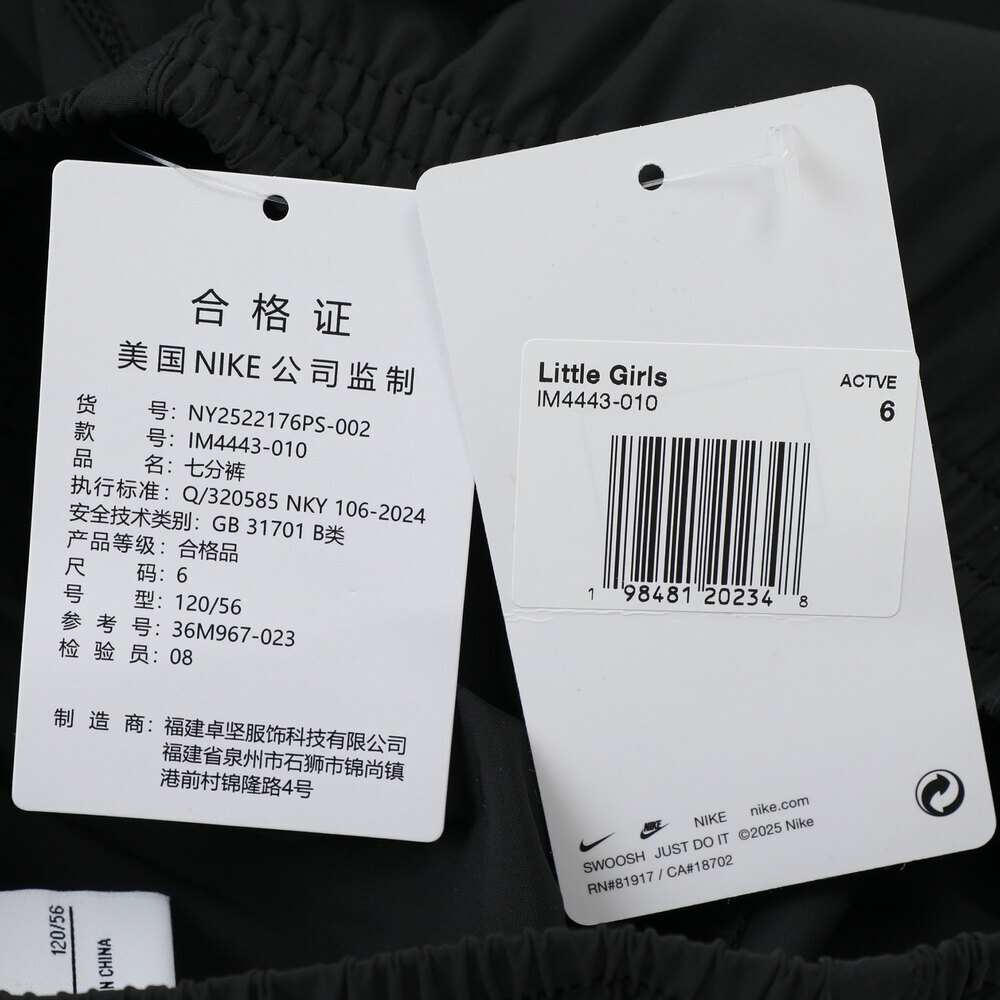 合格证
美国NIKE公司监制
货号：NY2522176PS-002
款号：IM4443-010
品名：七分裤
执行标准：Q/320585 NKY 106-2024
安全技术类别：GB 31701 B类
产品等级：合格品
尺码：6
号型：120/56
参考号：36M967-023
检验员：08
制造商：福建卓坚服饰科技有限公司
福建省泉州市石狮市锦尚镇
港前村锦隆路4号
Little Girls
IM4443-010
ACTVE
6
1 98481 20234 8
NIKE NIKE nike.com
SWOOSH JUST DO IT ©2025 Nike
RN#81917 / CA#18702
120/56
N CHINA